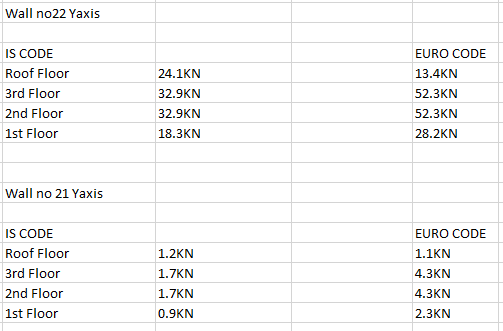 Wall no22 Yaxis
IS CODE EURO CODE
Roof Floor 24.1KN 13.4KN
3rd Floor 32.9KN 52.3KN
2nd Floor 32.9KN 52.3KN
1st Floor 18.3KN 28.2KN
Wall no 21 Yaxis
IS CODE EURO CODE
Roof Floor 1.2KN 1.1KN
3rd Floor 1.7KN 4.3KN
2nd Floor 1.7KN 4.3KN
1st Floor 0.9KN 2.3KN